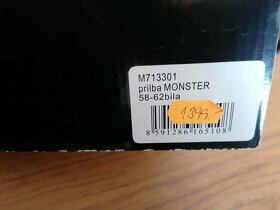 M713301
prilba MONSTER
58-62bila
1399.-
8 591286 165108